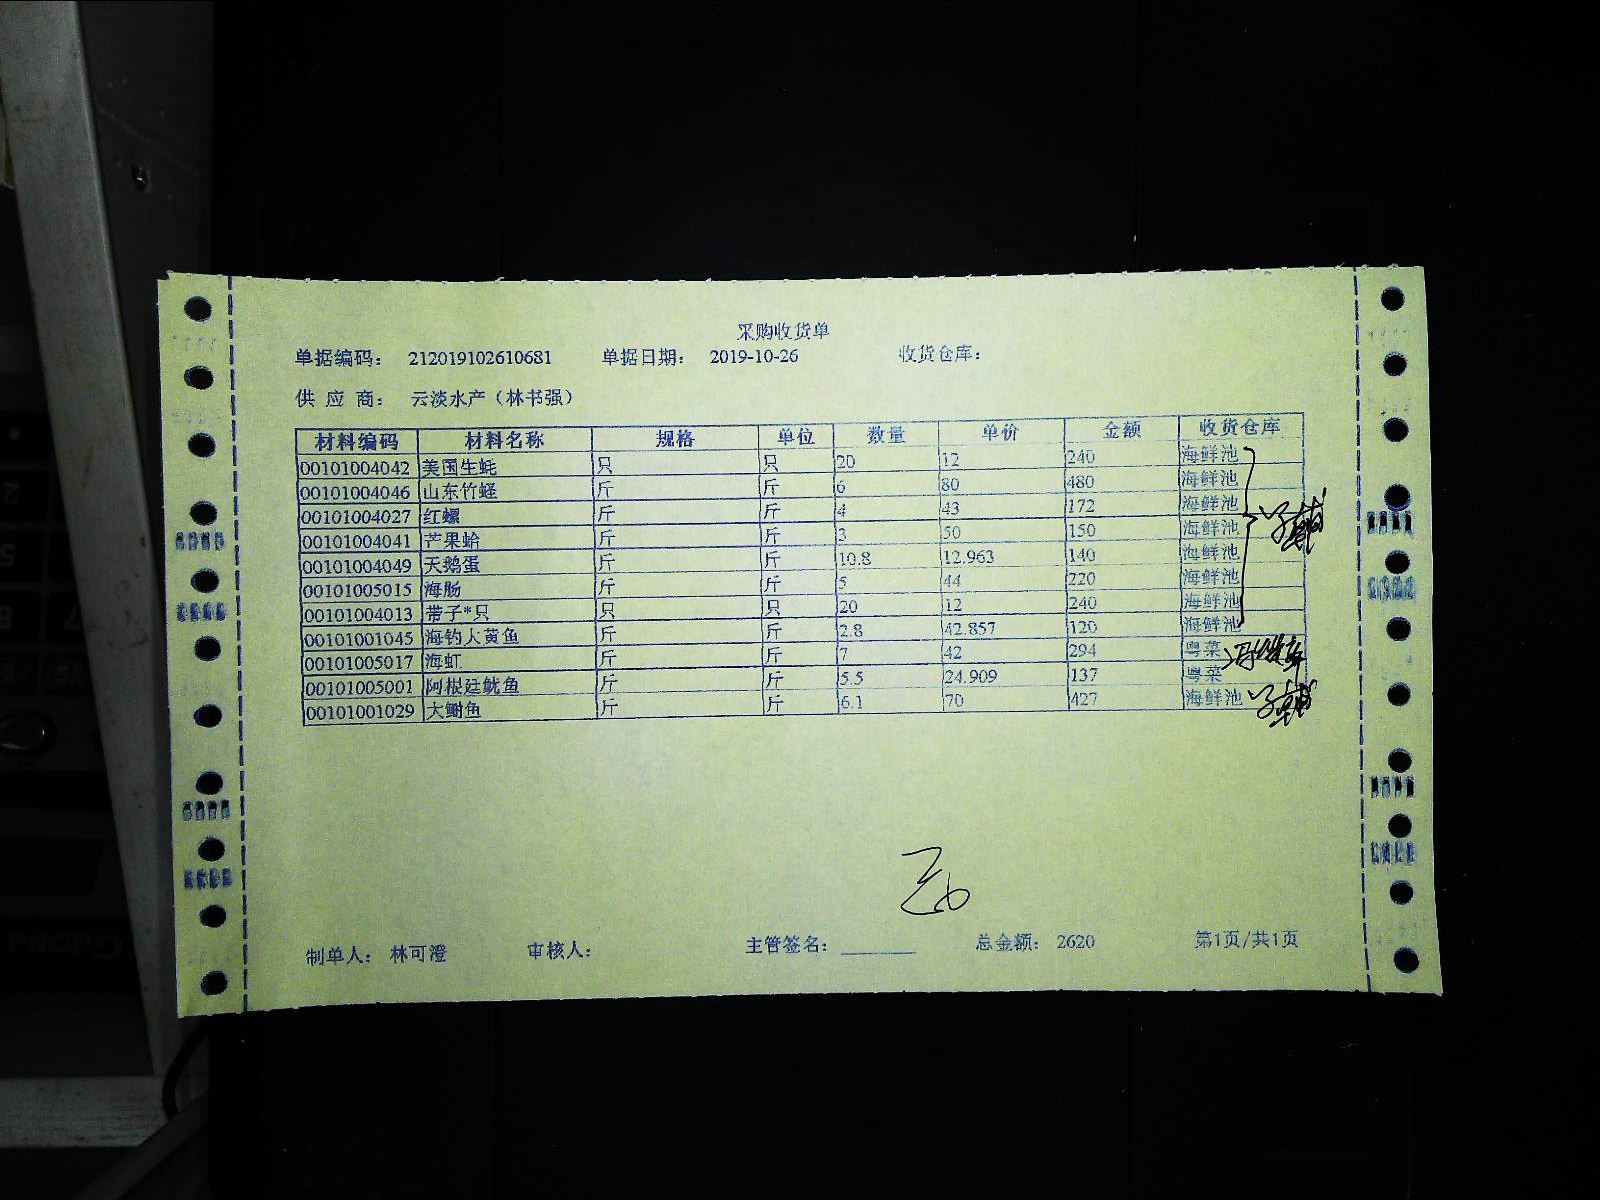 采购收货单
单据编码： 212019102610681 单据日期： 2019-10-26 收货仓库：
供 应 商： 云淡水产（林书强）
材料编码 材料名称 规格 单位 数量 单价 金额 收货仓库
00101004042 美国生蚝 只 只 20 12 240 海鲜池
00101004046 山东竹蛏 斤 斤 6 80 480 海鲜池
00101004027 红螺 斤 斤 4 43 172 海鲜池
00101004041 芒果蛤 斤 斤 3 50 150 海鲜池
00101004049 天鹅蛋 斤 斤 10.8 12.963 140 海鲜池
00101005015 海肠 斤 斤 5 44 220 海鲜池
00101004013 带子*只 只 只 20 12 240 海鲜池
00101001045 海钓大黄鱼 斤 斤 2.8 42.857 120 海鲜池
00101005017 海虹 斤 斤 7 42 294 粤菜
00101005001 阿根廷鱿鱼 斤 斤 5.5 24.909 137 粤菜
00101001029 大鲥鱼 斤 斤 6.1 70 427 海鲜池
制单人： 林可澄 审核人： 主管签名： 总金额： 2620 第1页/共1页